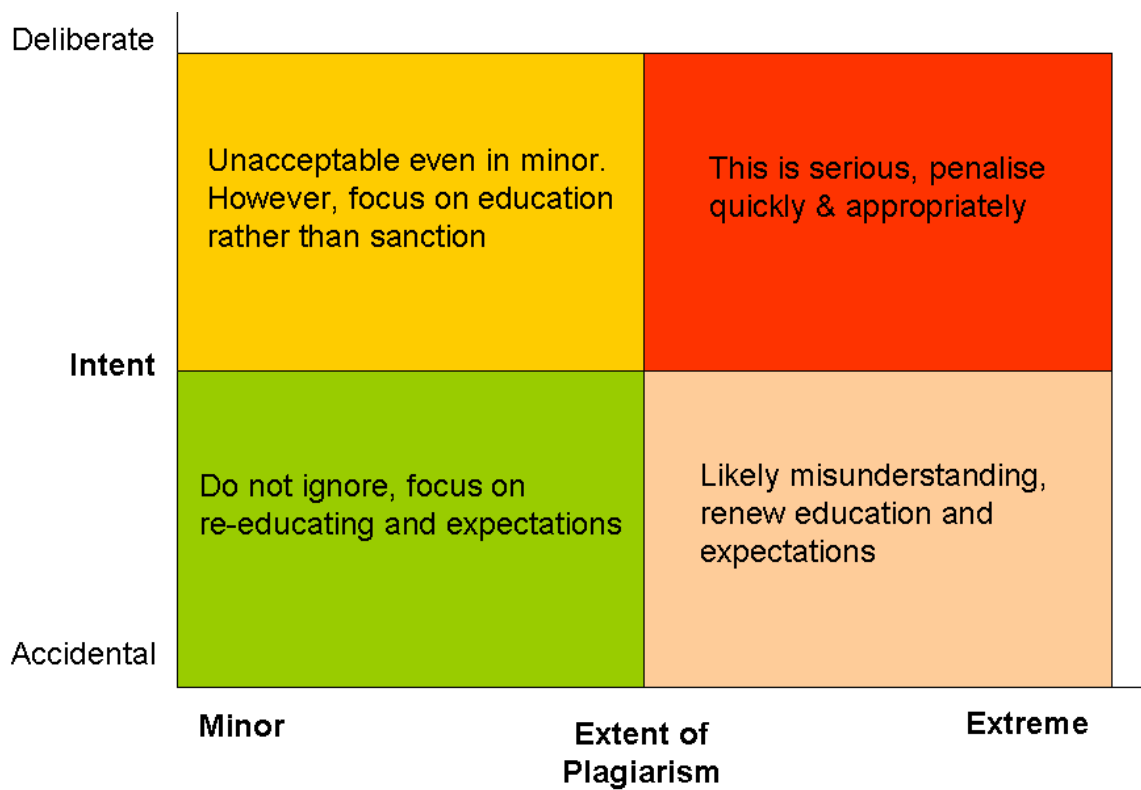 Deliberate
Unacceptable even in minor.
However, focus on education
rather than sanction
This is serious, penalise
quickly & appropriately
Intent
Do not ignore, focus on
re-educating and expectations
Likely misunderstanding,
renew education and
expectations
Accidental
Minor
Extent of
Plagiarism
Extreme